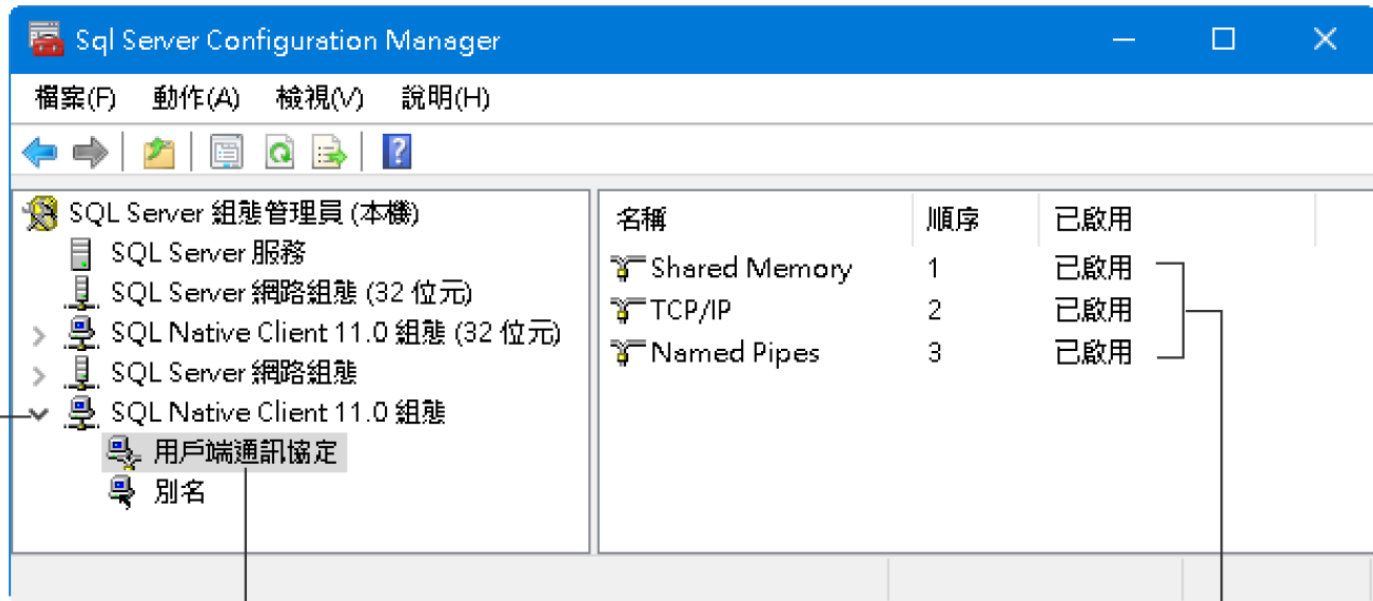 Sql Server Configuration Manager
檔案(F) 動作(A) 檢視(V) 說明(H)
SQL Server 組態管理員 (本機)
SQL Server 服務
SQL Server 網路組態 (32 位元)
SQL Native Client 11.0 組態 (32 位元)
SQL Server 網路組態
SQL Native Client 11.0 組態
用戶端通訊協定
別名
名稱 順序 已啟用
Shared Memory 1 已啟用
TCP/IP 2 已啟用
Named Pipes 3 已啟用